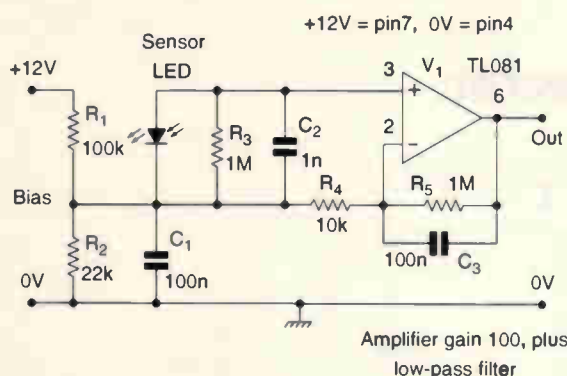 +12V = pin7, 0V = pin4
Sensor
LED
+12V
R1
100k
Bias
R2
22k
0V
C1
100n
R3
1M
C2
1n
R4
10k
3
2
V1
TL081
6
Out
R5
1M
100n
C3
0V
Amplifier gain 100, plus
low-pass filter